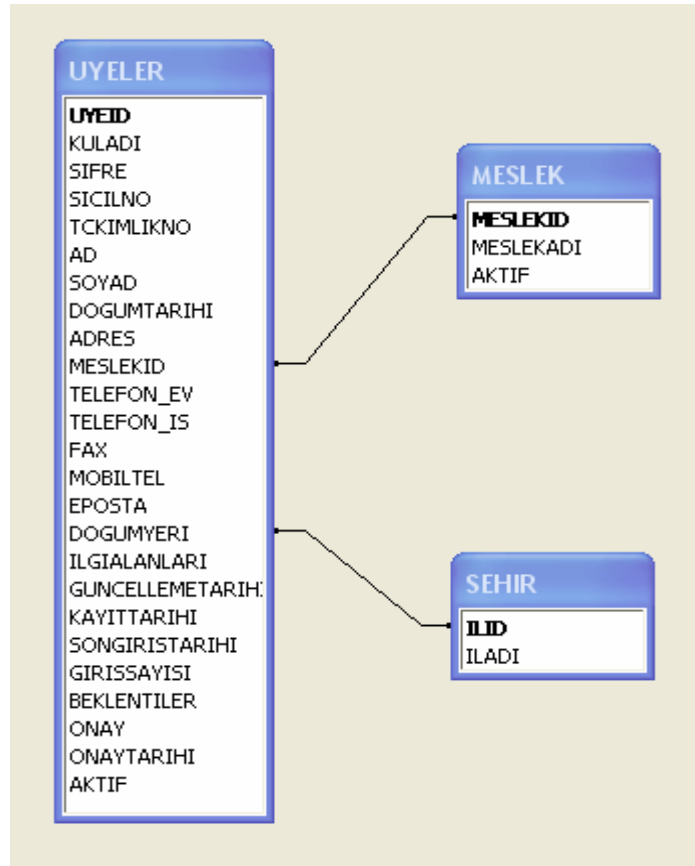 UYELER
UYEID
KULADI
SIFRE
SICILNO
TCKIMLIKNO
AD
SOYAD
DOGUMTARIHI
ADRES
MESLEKID
TELEFON_EV
TELEFON_IS
FAX
MOBILTEL
EPOSTA
DOGUMYERI
ILGIALANLARI
GUNCELLEMETARIH:
KAYITTARIHI
SONGIRISTARIHI
GIRISSAYISI
BEKLENTILER
ONAY
ONAYTARIHI
AKTIF
MESLEK
MESLEKID
MESLEKADI
AKTIF
SEHIR
ILID
ILADI